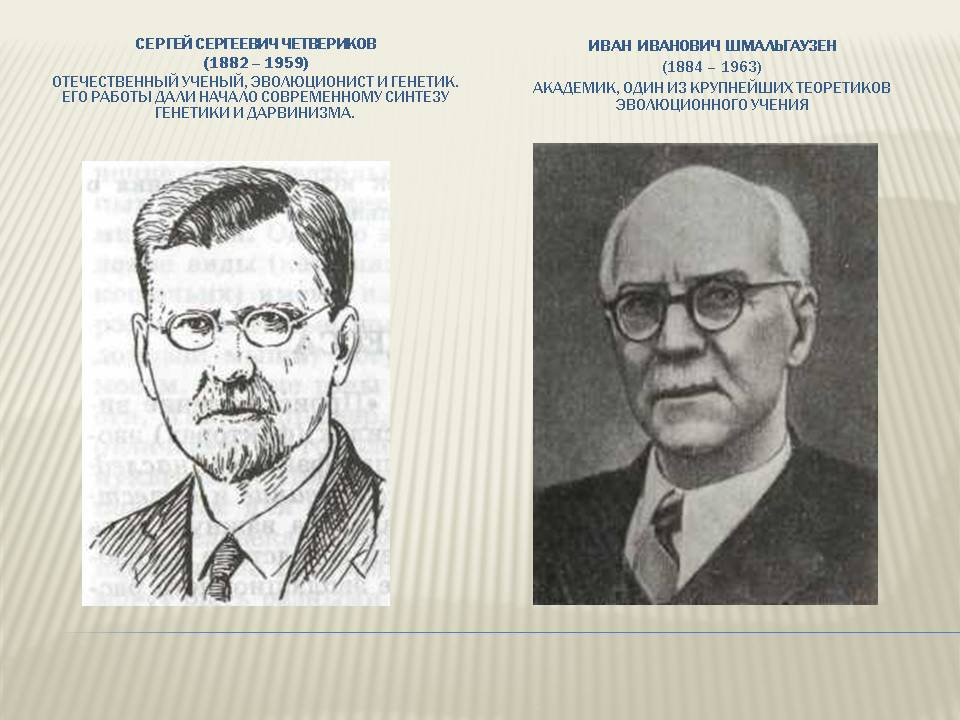 СЕРГЕЙ СЕРГЕЕВИЧ ЧЕТВЕРИКОВ
(1882 – 1959)
ОТЕЧЕСТВЕННЫЙ УЧЕНЫЙ, ЭВОЛЮЦИОНИСТ И ГЕНЕТИК.
ЕГО РАБОТЫ ДАЛИ НАЧАЛО СОВРЕМЕННОМУ СИНТЕЗУ
ГЕНЕТИКИ И ДАРВИНИЗМА.
ИВАН ИВАНОВИЧ ШМАЛЬГАУЗЕН
(1884 – 1963)
АКАДЕМИК, ОДИН ИЗ КРУПНЕЙШИХ ТЕОРЕТИКОВ
ЭВОЛЮЦИОННОГО УЧЕНИЯ